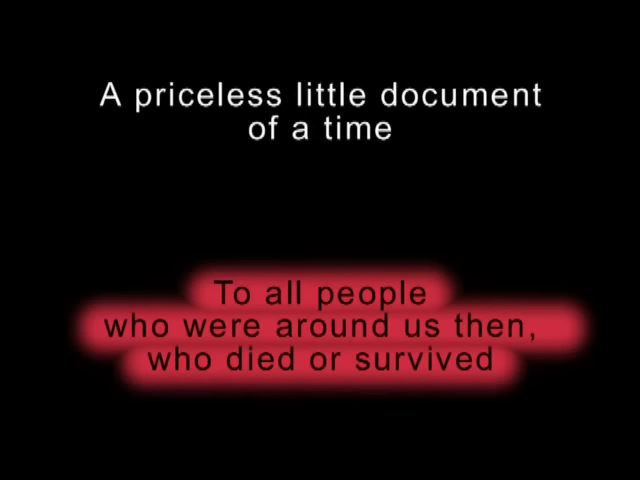 A priceless little document
of a time
To all people
who were around us then,
who died or survived